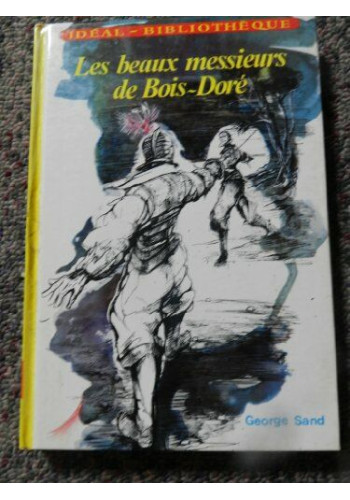 IDÉAL-BIBLIOTHÈQUE
Les beaux messieurs
de Bois-Doré
George Sand